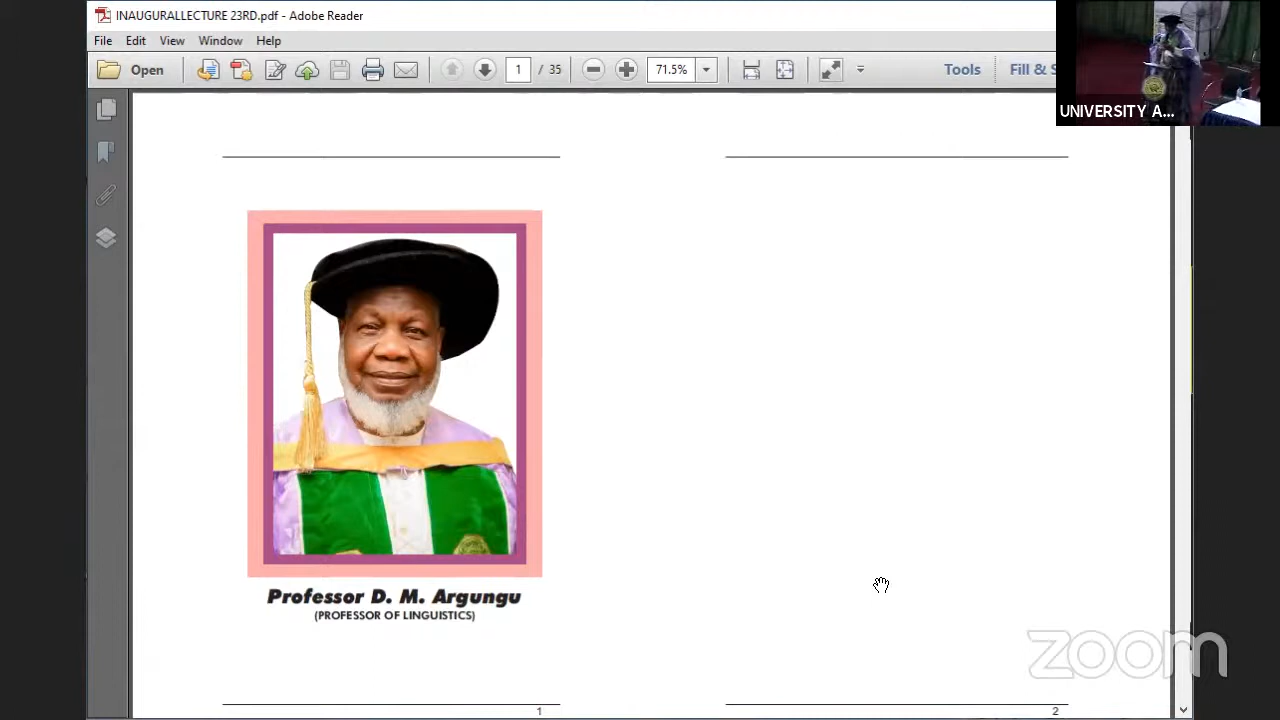 INAUGURALLECTURE 23RD.pdf - Adobe Reader
File Edit View Window Help
Open 1 / 35 71.5% Tools Fill & S
UNIVERSITY A...
Professor D. M. Argungu
(PROFESSOR OF LINGUISTICS)
zoom
1 2